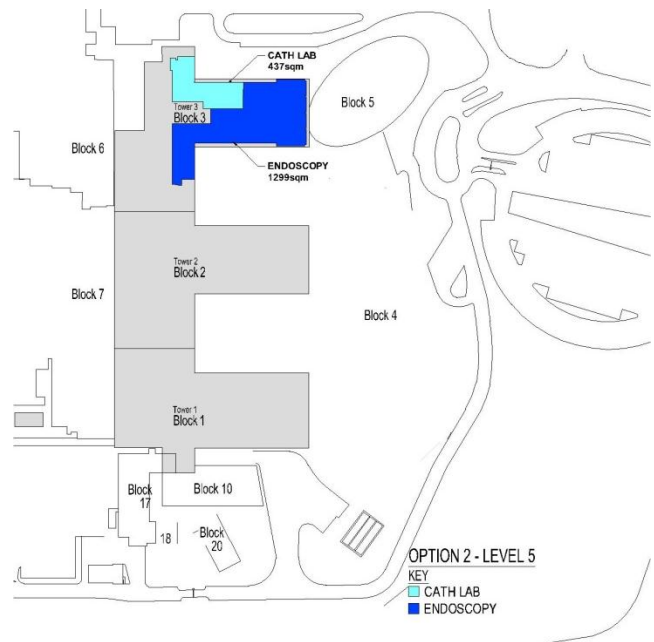 CATH LAB
437sqm
Block 5
Tower 3
Block 3
Block 6
ENDOSCOPY
1299sqm
Tower 2
Block 2
Block 7
Block 4
Tower 1
Block 1
Block
17
Block 10
18
Block
20
OPTION 2 - LEVEL 5
KEY
CATH LAB
ENDOSCOPY